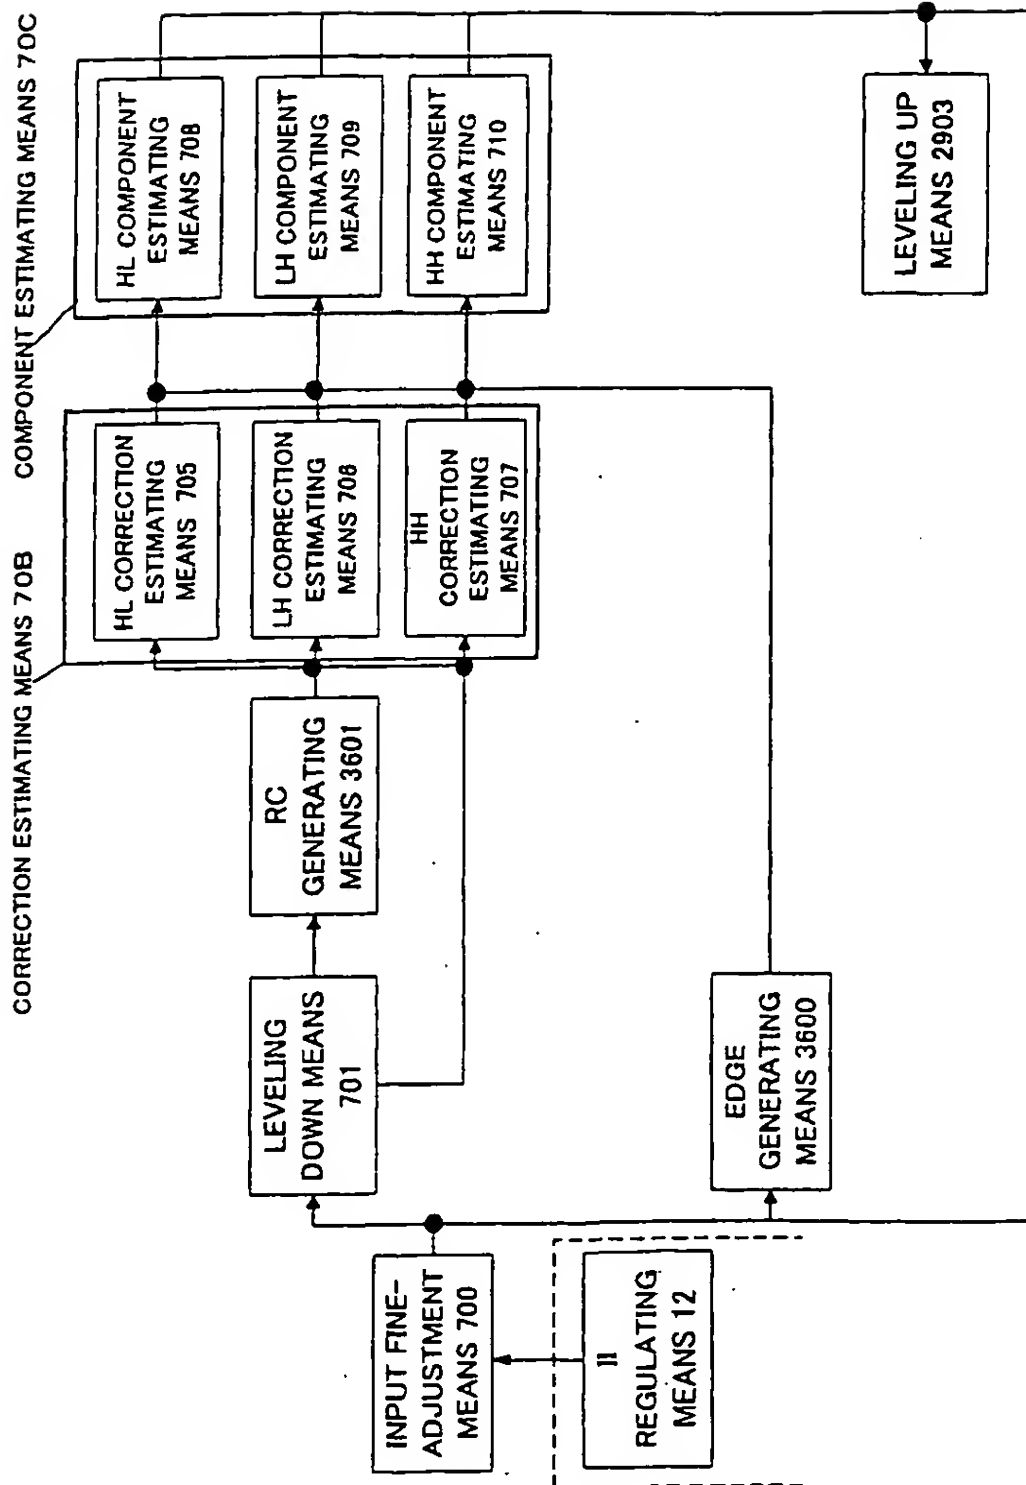 CORRECTION ESTIMATING MEANS 70B
COMPONENT ESTIMATING MEANS 70C
HL CORRECTION
ESTIMATING
MEANS 705
HL COMPONENT
ESTIMATING
MEANS 708
LH CORRECTION
ESTIMATING
MEANS 706
LH COMPONENT
ESTIMATING
MEANS 709
HH
CORRECTION
ESTIMATING
MEANS 707
HH COMPONENT
ESTIMATING
MEANS 710
LEVELING
DOWN MEANS
701
RC
GENERATING
MEANS 3601
INPUT FINE-
ADJUSTMENT
MEANS 700
II
REGULATING
MEANS 12
EDGE
GENERATING
MEANS 3600
LEVELING UP
MEANS 2903